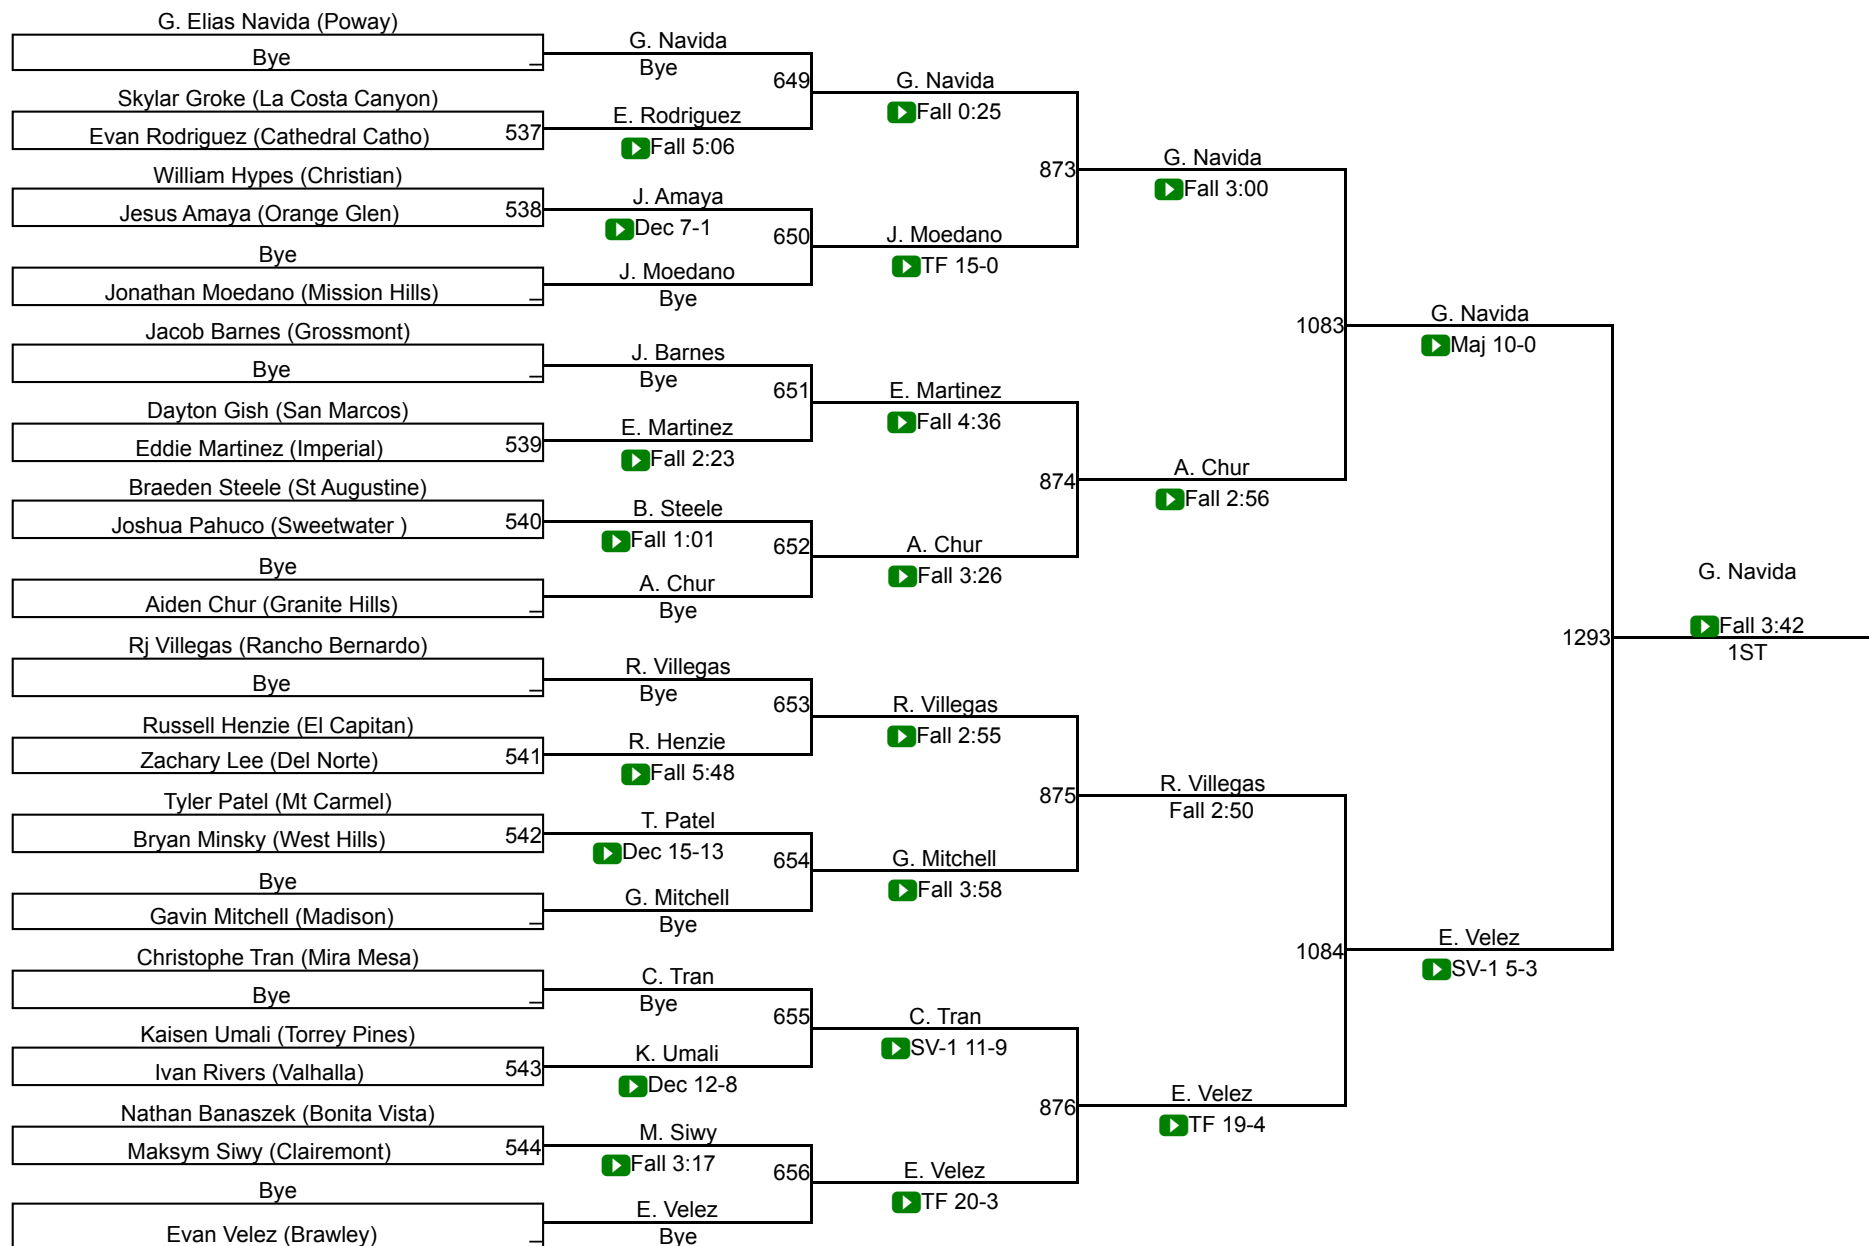 G. Elias Navida (Poway)
Bye
Skylar Groke (La Costa Canyon)
Evan Rodriguez (Cathedral Catho)
537
William Hypes (Christian)
Jesus Amaya (Orange Glen)
538
Bye
Jonathan Moedano (Mission Hills)
Jacob Barnes (Grossmont)
Bye
Dayton Gish (San Marcos)
Eddie Martinez (Imperial)
539
Braeden Steele (St Augustine)
Joshua Pahuco (Sweetwater )
540
Bye
Aiden Chur (Granite Hills)
Rj Villegas (Rancho Bernardo)
Bye
Russell Henzie (El Capitan)
Zachary Lee (Del Norte)
541
Tyler Patel (Mt Carmel)
Bryan Minsky (West Hills)
542
Bye
Gavin Mitchell (Madison)
Christophe Tran (Mira Mesa)
Bye
Kaisen Umali (Torrey Pines)
Ivan Rivers (Valhalla)
543
Nathan Banaszek (Bonita Vista)
Maksym Siwy (Clairemont)
544
Bye
Evan Velez (Brawley)
G. Navida
Bye
649
E. Rodriguez
Fall 5:06
J. Amaya
Dec 7-1
650
J. Moedano
Bye
J. Barnes
Bye
651
E. Martinez
Fall 2:23
B. Steele
Fall 1:01
652
A. Chur
Bye
R. Villegas
Bye
653
R. Henzie
Fall 5:48
T. Patel
Dec 15-13
654
G. Mitchell
Bye
C. Tran
Bye
655
K. Umali
Dec 12-8
M. Siwy
Fall 3:17
656
E. Velez
Bye
G. Navida
Fall 0:25
873
J. Moedano
TF 15-0
E. Martinez
Fall 4:36
874
A. Chur
Fall 3:26
R. Villegas
Fall 2:55
875
G. Mitchell
Fall 3:58
C. Tran
SV-1 11-9
876
E. Velez
TF 20-3
G. Navida
Fall 3:00
1083
A. Chur
Fall 2:56
R. Villegas
Fall 2:50
1084
E. Velez
TF 19-4
G. Navida
Maj 10-0
1293
E. Velez
SV-1 5-3
G. Navida
Fall 3:42
1ST